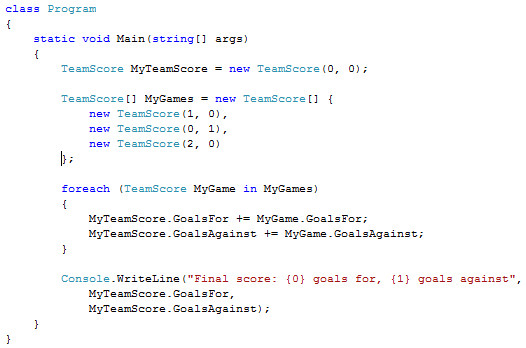 class Program
{
    static void Main(string[] args)
    {
        TeamScore MyTeamScore = new TeamScore(0, 0);

        TeamScore[] MyGames = new TeamScore[] {
            new TeamScore(1, 0),
            new TeamScore(0, 1),
            new TeamScore(2, 0)
        };

        foreach (TeamScore MyGame in MyGames)
        {
            MyTeamScore.GoalsFor += MyGame.GoalsFor;
            MyTeamScore.GoalsAgainst += MyGame.GoalsAgainst;
        }

        Console.WriteLine("Final score: {0} goals for, {1} goals against",
            MyTeamScore.GoalsFor,
            MyTeamScore.GoalsAgainst);
    }
}